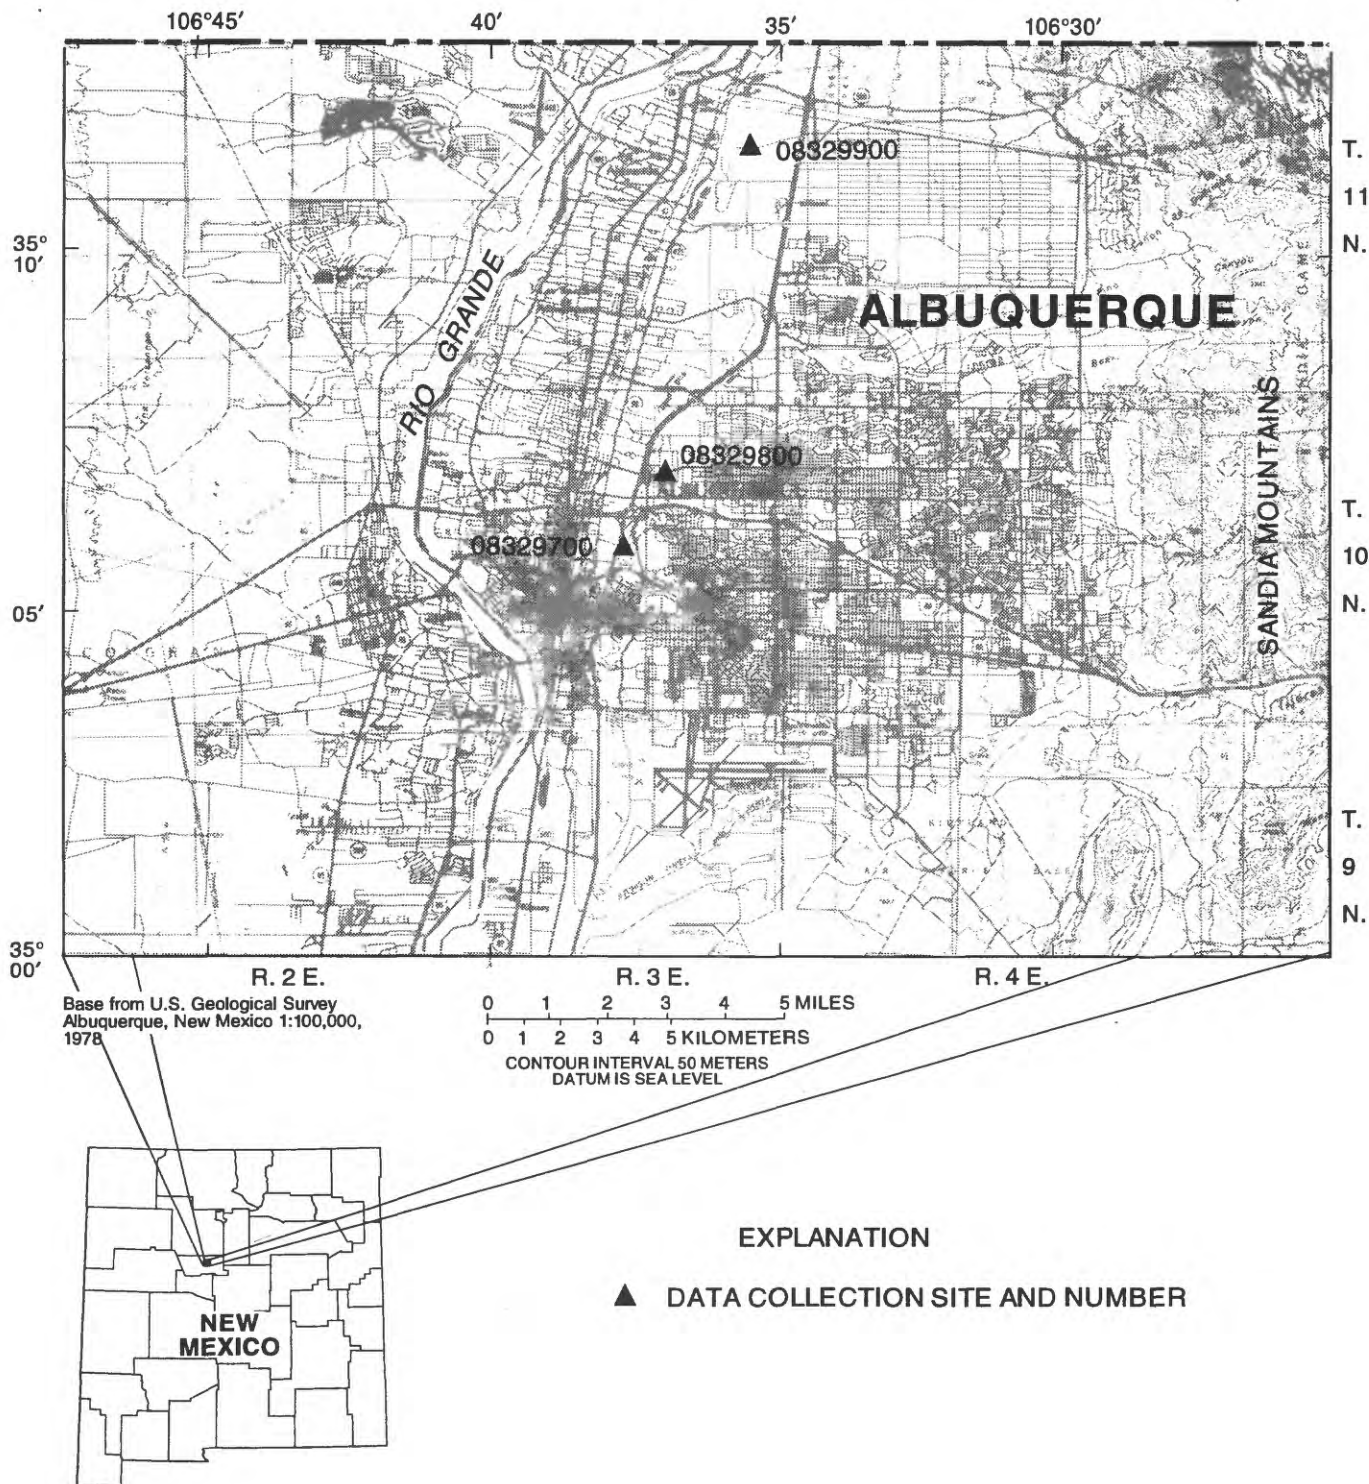 106°45′ 40′ 35′ 106°30′
08329900
T.
11
N.
35°
10′
RIO GRANDE
ALBUQUERQUE
SANDIA MOUNTAINS
08329800
T.
10
N.
08329700
05′
T.
9
N.
35°
00′
R. 2 E. R. 3 E. R. 4 E.
Base from U.S. Geological Survey
Albuquerque, New Mexico 1:100,000,
1978
0 1 2 3 4 5 MILES
0 1 2 3 4 5 KILOMETERS
CONTOUR INTERVAL 50 METERS
DATUM IS SEA LEVEL
NEW
MEXICO
EXPLANATION
DATA COLLECTION SITE AND NUMBER